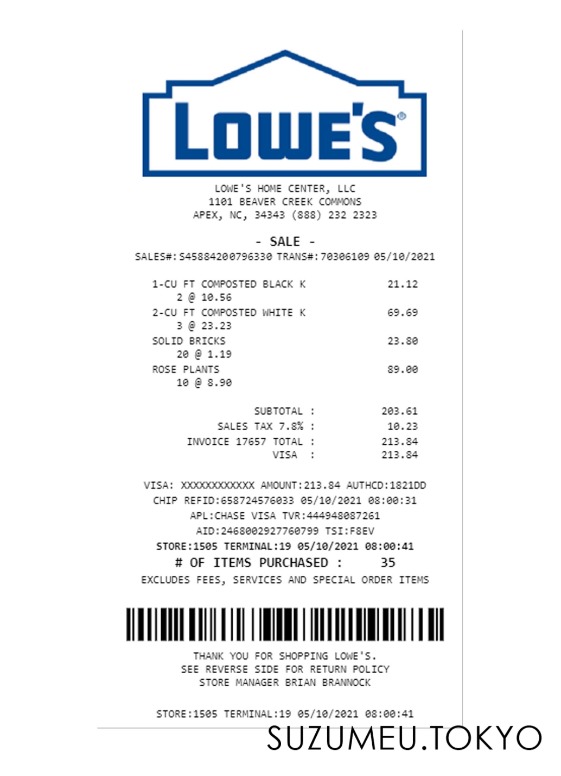 LOWE'S®
LOWE'S HOME CENTER, LLC
1101 BEAVER CREEK COMMONS
APEX, NC, 34343 (888) 232 2323
- SALE -
SALES#:S45884200796330 TRANS#:70306109 05/10/2021
1-CU FT COMPOSTED BLACK K 21.12
2 @ 10.56
2-CU FT COMPOSTED WHITE K 69.69
3 @ 23.23
SOLID BRICKS 23.80
20 @ 1.19
ROSE PLANTS 89.00
10 @ 8.90
SUBTOTAL : 203.61
SALES TAX 7.8% : 10.23
INVOICE 17657 TOTAL : 213.84
VISA : 213.84
VISA: XXXXXXXXXXXX AMOUNT:213.84 AUTHCD:1821DD
CHIP REFID:658724576033 05/10/2021 08:00:31
APL:CHASE VISA TVR:444948087261
AID:2468002927760799 TSI:F8EV
STORE:1505 TERMINAL:19 05/10/2021 08:00:41
# OF ITEMS PURCHASED : 35
EXCLUDES FEES, SERVICES AND SPECIAL ORDER ITEMS
THANK YOU FOR SHOPPING LOWE'S.
SEE REVERSE SIDE FOR RETURN POLICY
STORE MANAGER BRIAN BRANNOCK
STORE:1505 TERMINAL:19 05/10/2021 08:00:41
SUZUMEU.TOKYO